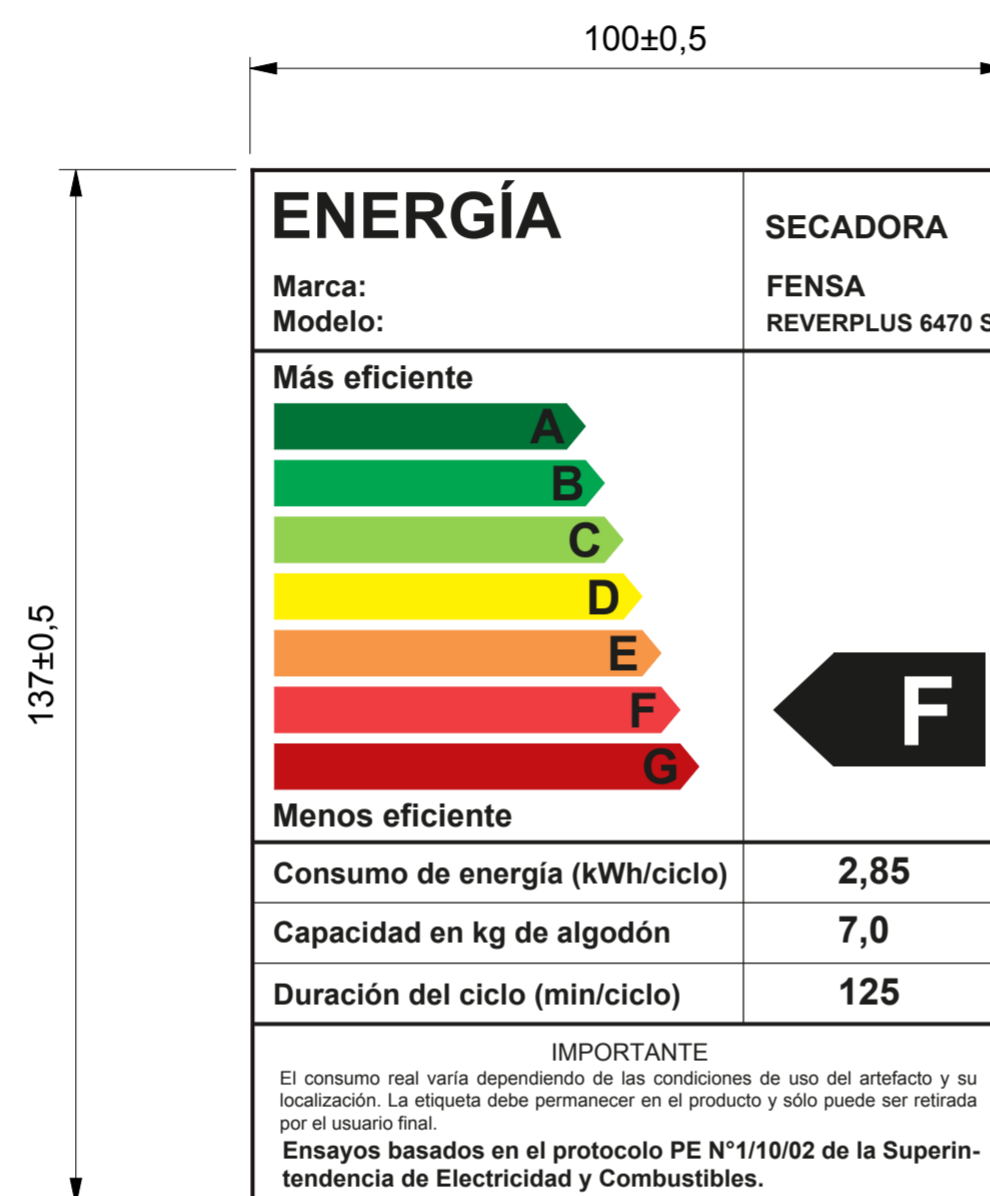 100±0,5
137±0,5
ENERGÍA
SECADORA
Marca:
FENSA
Modelo:
REVERPLUS 6470 S
Más eficiente
A
B
C
D
E
F
F
G
Menos eficiente
Consumo de energía (kWh/ciclo)
2,85
Capacidad en kg de algodón
7,0
Duración del ciclo (min/ciclo)
125
IMPORTANTE
El consumo real varía dependiendo de las condiciones de uso del artefacto y su
localización. La etiqueta debe permanecer en el producto y sólo puede ser retirada
por el usuario final.
Ensayos basados en el protocolo PE N°1/10/02 de la Superin-
tendencia de Electricidad y Combustibles.